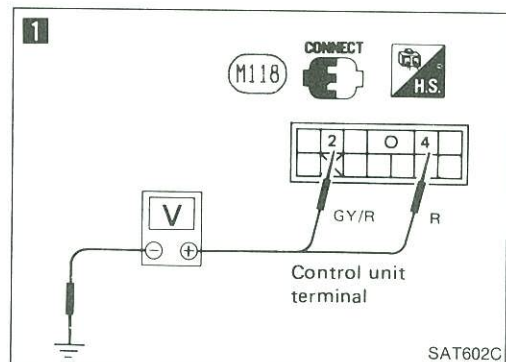 1
CONNECT
M118
H.S.
2 O 4
V
GY/R R
⊖ ⊕
Control unit
terminal
SAT602C